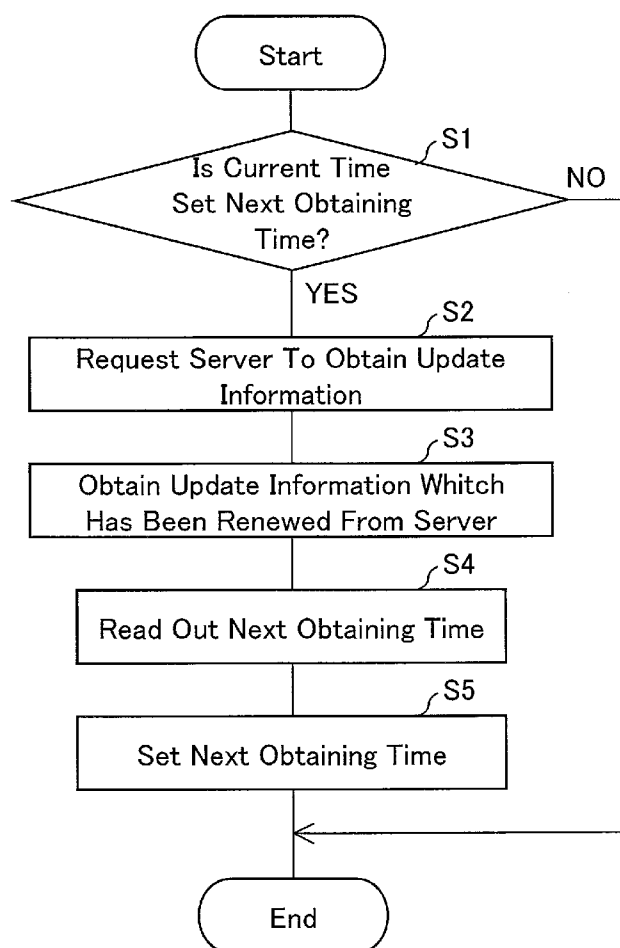 Start
S1
Is Current Time
Set Next Obtaining
Time?
NO
YES
S2
Request Server To Obtain Update
Information
S3
Obtain Update Information Whitch
Has Been Renewed From Server
S4
Read Out Next Obtaining Time
S5
Set Next Obtaining Time
End